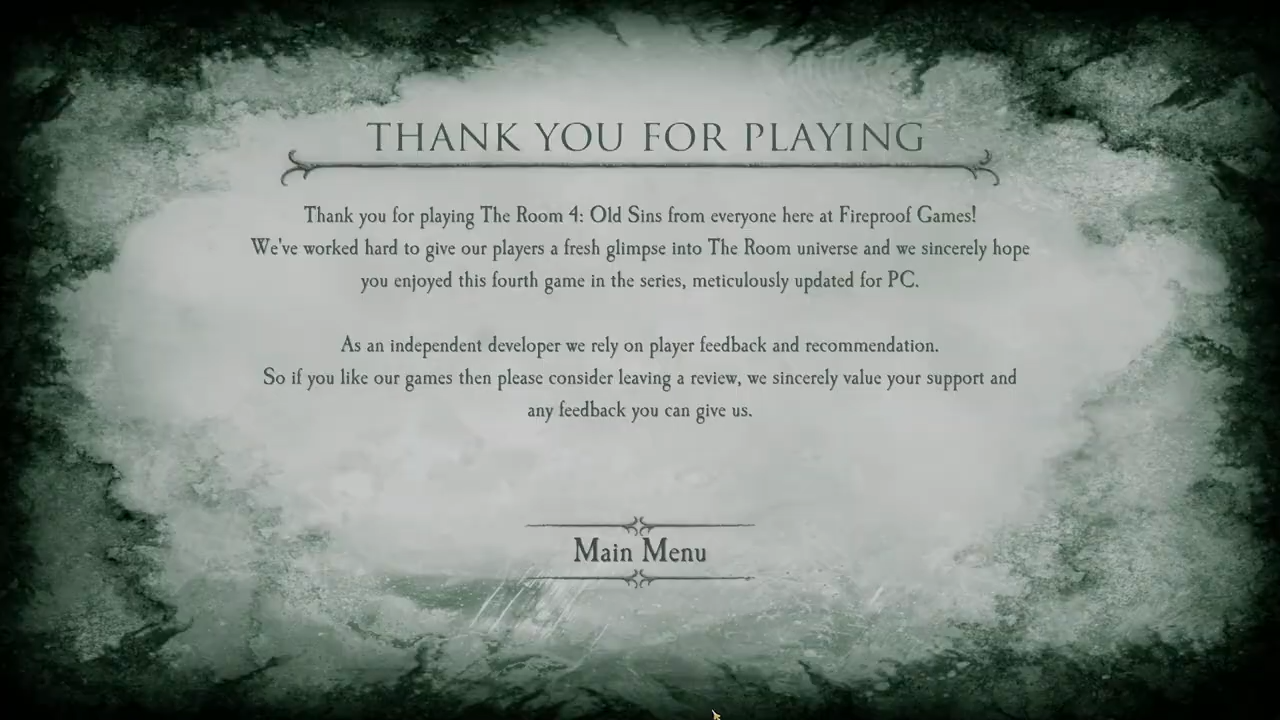 THANK YOU FOR PLAYING
Thank you for playing The Room 4: Old Sins from everyone here at Fireproof Games!
We've worked hard to give our players a fresh glimpse into The Room universe and we sincerely hope
you enjoyed this fourth game in the series, meticulously updated for PC.
As an independent developer we rely on player feedback and recommendation.
So if you like our games then please consider leaving a review, we sincerely value your support and
any feedback you can give us.
Main Menu